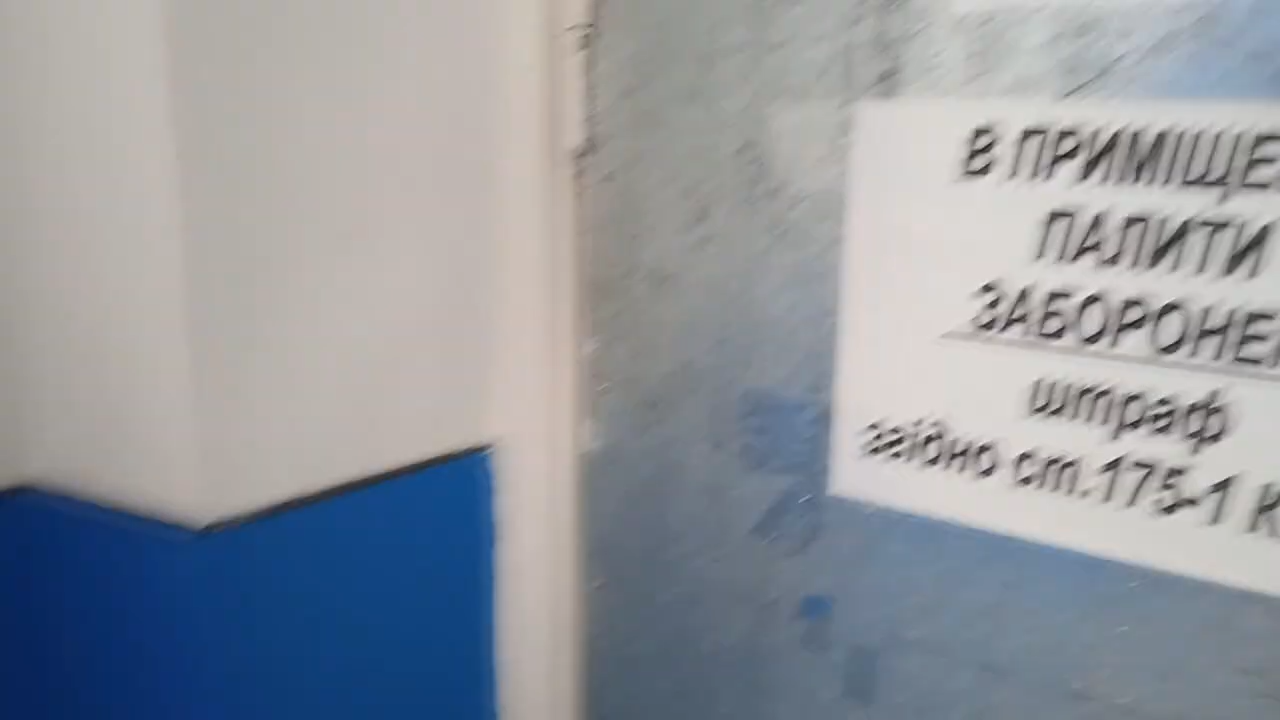 В ПРИМІЩЕ
ПАЛИТИ
ЗАБОРОНЕ
штраф
згідно ст.175-1 К